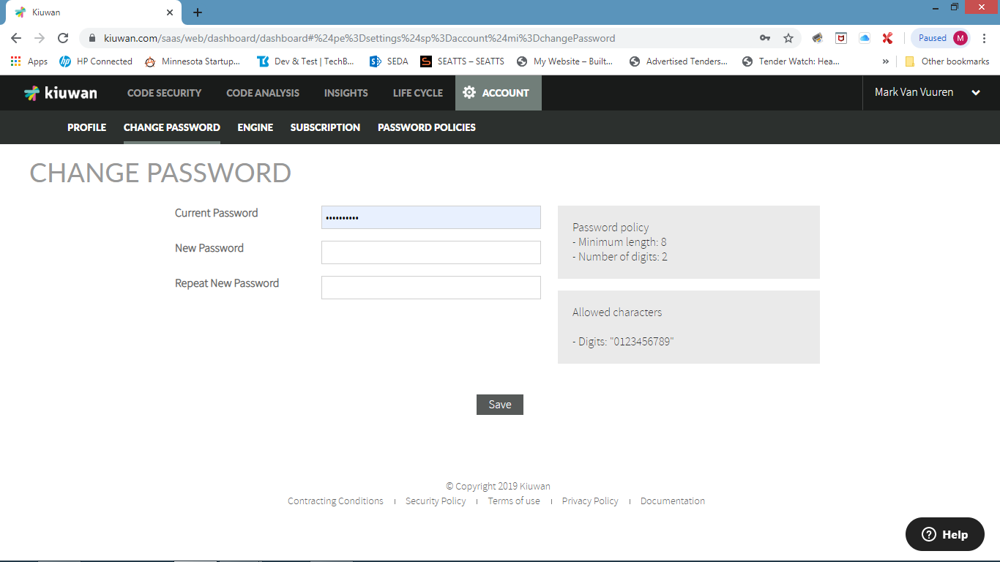 Kiuwan
kiuwan.com/saas/web/dashboard/dashboard#%24pe%3Dsettings%24sp%3Daccount%24mi%3DchangePassword
Paused M
Apps HP Connected Minnesota Startup... Dev & Test | TechB... SEDA SEATTS – SEATTS My Website – Built... Advertised Tenders... Tender Watch: Hea... » Other bookmarks
kiuwan CODE SECURITY CODE ANALYSIS INSIGHTS LIFE CYCLE ACCOUNT Mark Van Vuuren
PROFILE CHANGE PASSWORD ENGINE SUBSCRIPTION PASSWORD POLICIES
CHANGE PASSWORD
Current Password ••••••••••
New Password
Repeat New Password
Password policy
- Minimum length: 8
- Number of digits: 2
Allowed characters
- Digits: "0123456789"
Save
© Copyright 2019 Kiuwan
Contracting Conditions | Security Policy | Terms of use | Privacy Policy | Documentation
? Help